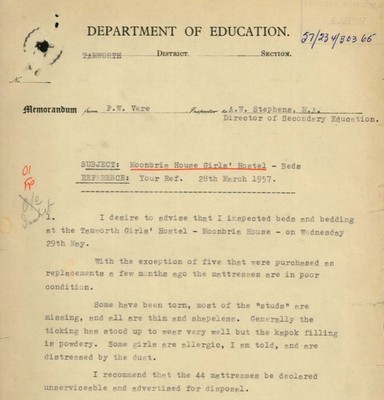 DEPARTMENT OF EDUCATION.
57/234/30366
TAMWORTH DISTRICT. SECTION.
No
Memorandum from F.W. Vere Inspector to A.W. Stephens, M.A.
Director of Secondary Education.
SUBJECT: Moonbria House Girls' Hostel - Beds
REFERENCE: Your Ref. 28th March 1957.
1. I desire to advise that I inspected beds and bedding
at the Tamworth Girls' Hostel - Moonbria House - on Wednesday
29th May.
With the exception of five that were purchased as
replacements a few months ago the mattresses are in poor
condition.
Some have been torn, most of the "studs" are
missing, and all are thin and shapeless. Generally the
ticking has stood up to wear very well but the kapok filling
is powdery. Some girls are allergic, I am told, and are
distressed by the dust.
I recommend that the 44 mattresses be declared
unserviceable and advertised for disposal.